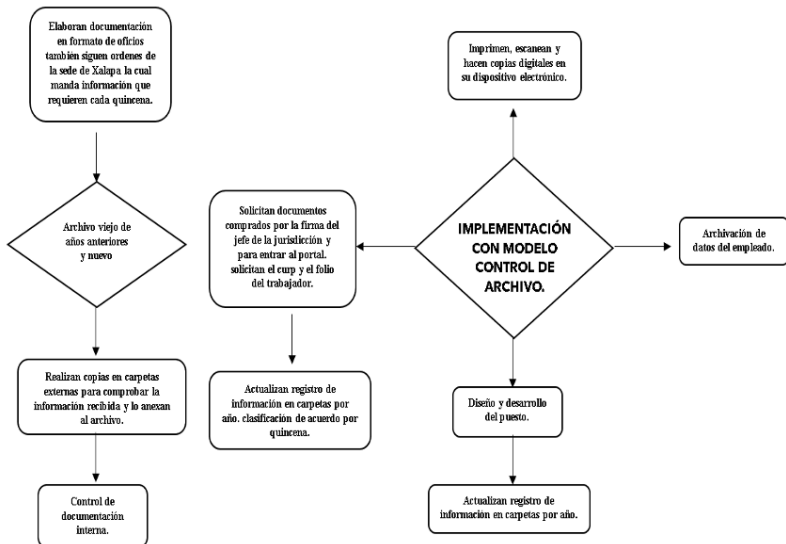 Elaboran documentación
en formato de oficios
también siguen ordenes de
la sede de Xalapa la cual
manda información que
requieren cada quincena.
Archivo viejo de
años anteriores
y nuevo
Realizan copias en carpetas
externas para comprobar la
información recibida y lo anexan
al archivo.
Control de
documentación
interna.
Solicitan documentos
comprados por la firma del
jefe de la jurisdicción y
para entrar al portal.
solicitan el curp y el folio
del trabajador.
Actualizan registro de
información en carpetas por
año. clasificación de acuerdo por
quincena.
Imprimen, escanean y
hacen copias digitales en
su dispositivo electrónico.
IMPLEMENTACIÓN
CON MODELO
CONTROL DE
ARCHIVO.
Archivación de
datos del empleado.
Diseño y desarrollo
del puesto.
Actualizan registro de
información en carpetas por año.